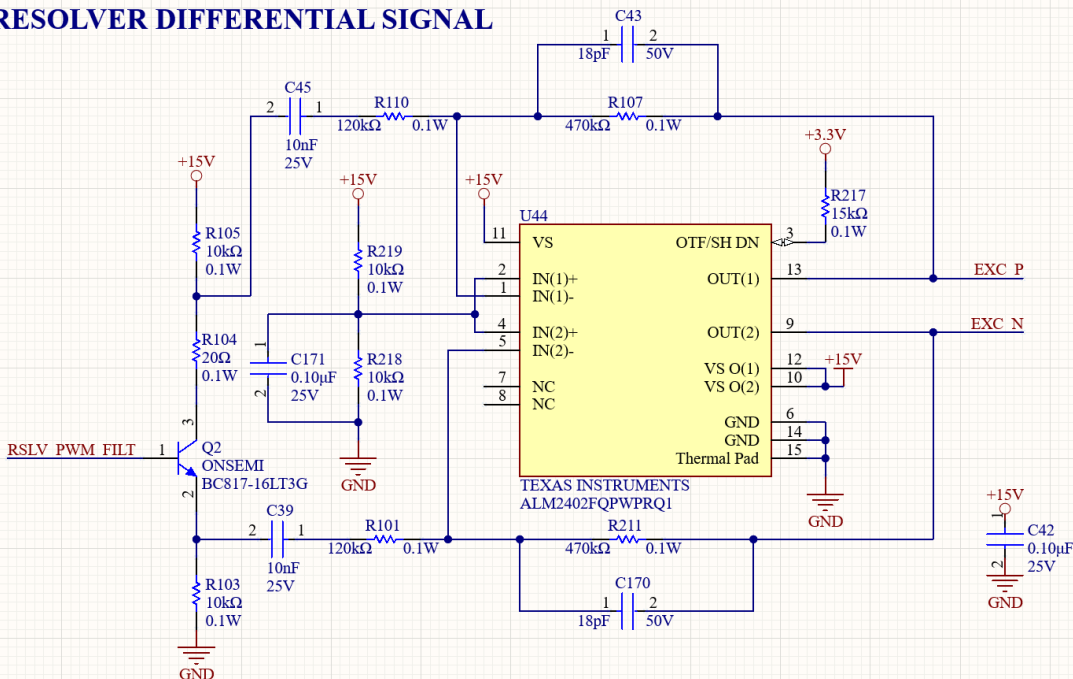 RESOLVER DIFFERENTIAL SIGNAL
C43
1 2
18pF 50V
C45
2 1
10nF
25V
R110
120kΩ 0.1W
R107
470kΩ 0.1W
+3.3V
R217
15kΩ
0.1W
+15V
+15V
+15V
R105
10kΩ
0.1W
R219
10kΩ
0.1W
U44
11 VS
2 IN(1)+
1 IN(1)-
4 IN(2)+
5 IN(2)-
7 NC
8 NC
OTF/SH DN 3
OUT(1) 13
EXC_P
OUT(2) 9
EXC_N
VS O(1) 12
VS O(2) 10
+15V
GND 6
GND 14
Thermal Pad 15
GND
TEXAS INSTRUMENTS
ALM2402FQPWPRQ1
R104
20Ω
0.1W
1
C171
0.10µF
25V
2
R218
10kΩ
0.1W
GND
RSLV_PWM_FILT
1
3
2
Q2
ONSEMI
BC817-16LT3G
C39
2 1
10nF
25V
R101
120kΩ 0.1W
R211
470kΩ 0.1W
C170
1 2
18pF 50V
R103
10kΩ
0.1W
GND
+15V
1
C42
0.10µF
25V
2
GND